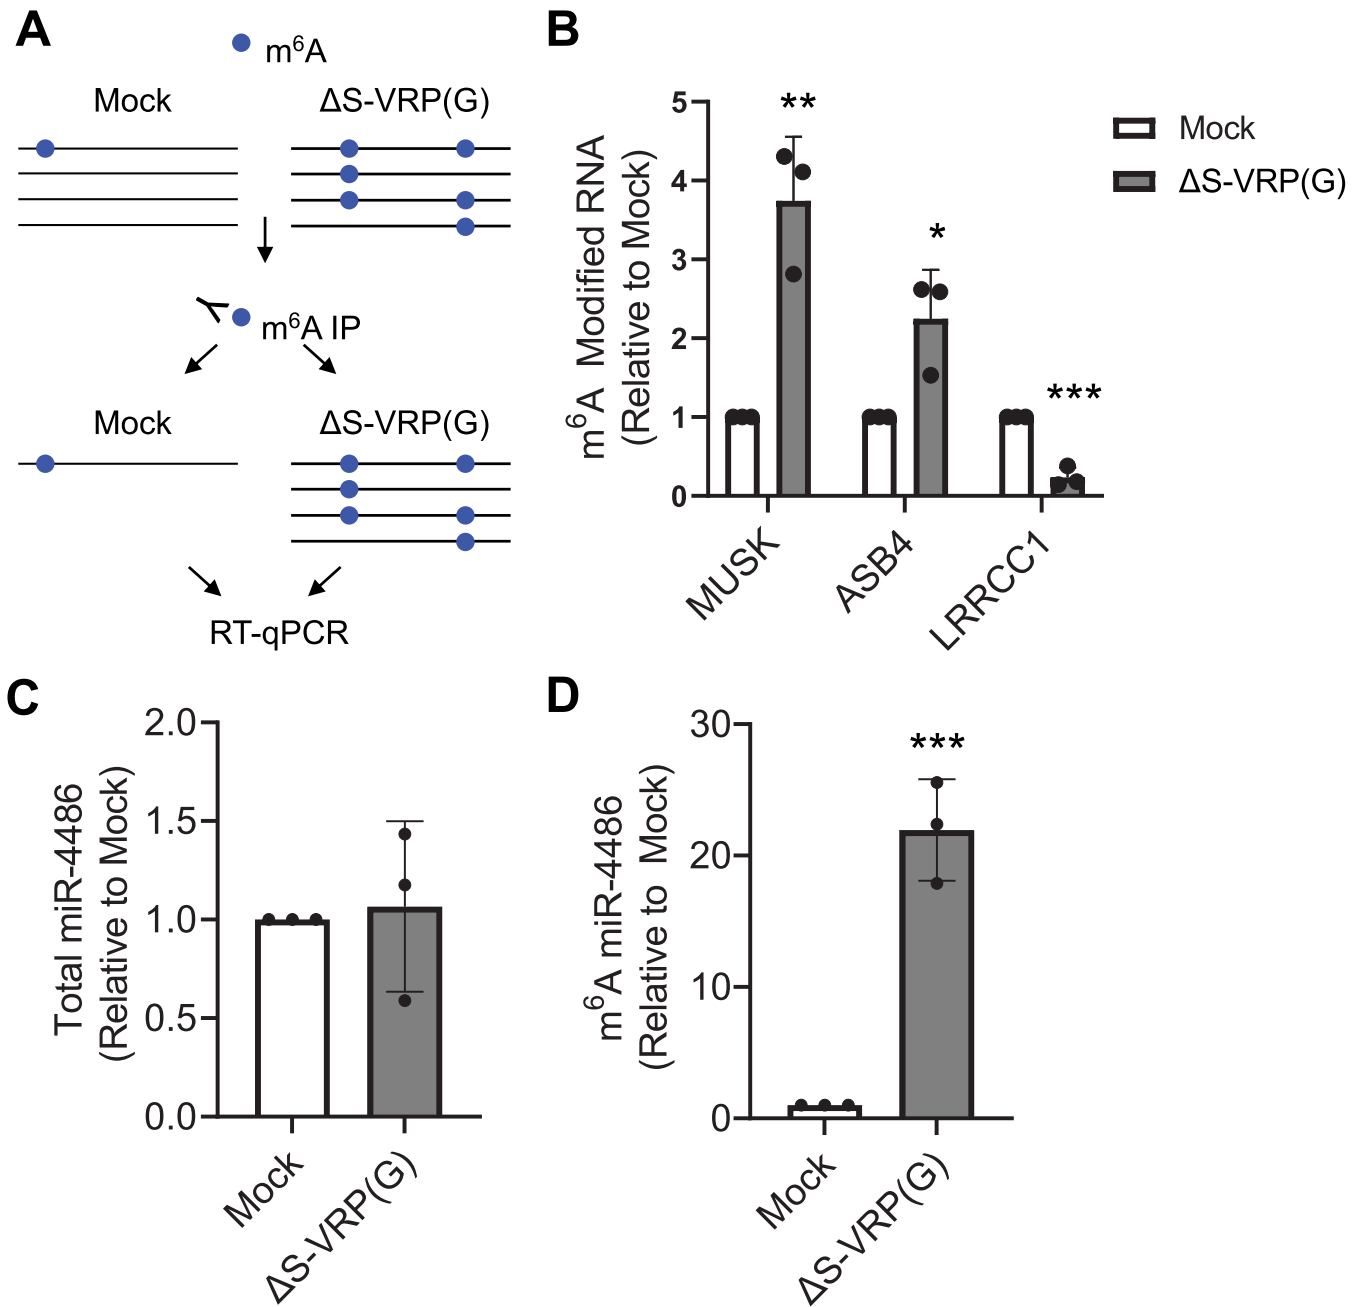 A
m⁶A
Mock ΔS-VRP(G)
m⁶A IP
Mock ΔS-VRP(G)
RT-qPCR
B
m⁶A Modified RNA
(Relative to Mock)
5
4
3
2
1
0
**
*
***
MUSK
ASB4
LRRCC1
Mock
ΔS-VRP(G)
C
Total miR-4486
(Relative to Mock)
2.0
1.5
1.0
0.5
0.0
Mock
ΔS-VRP(G)
D
m⁶A miR-4486
(Relative to Mock)
30
20
10
0
***
Mock
ΔS-VRP(G)